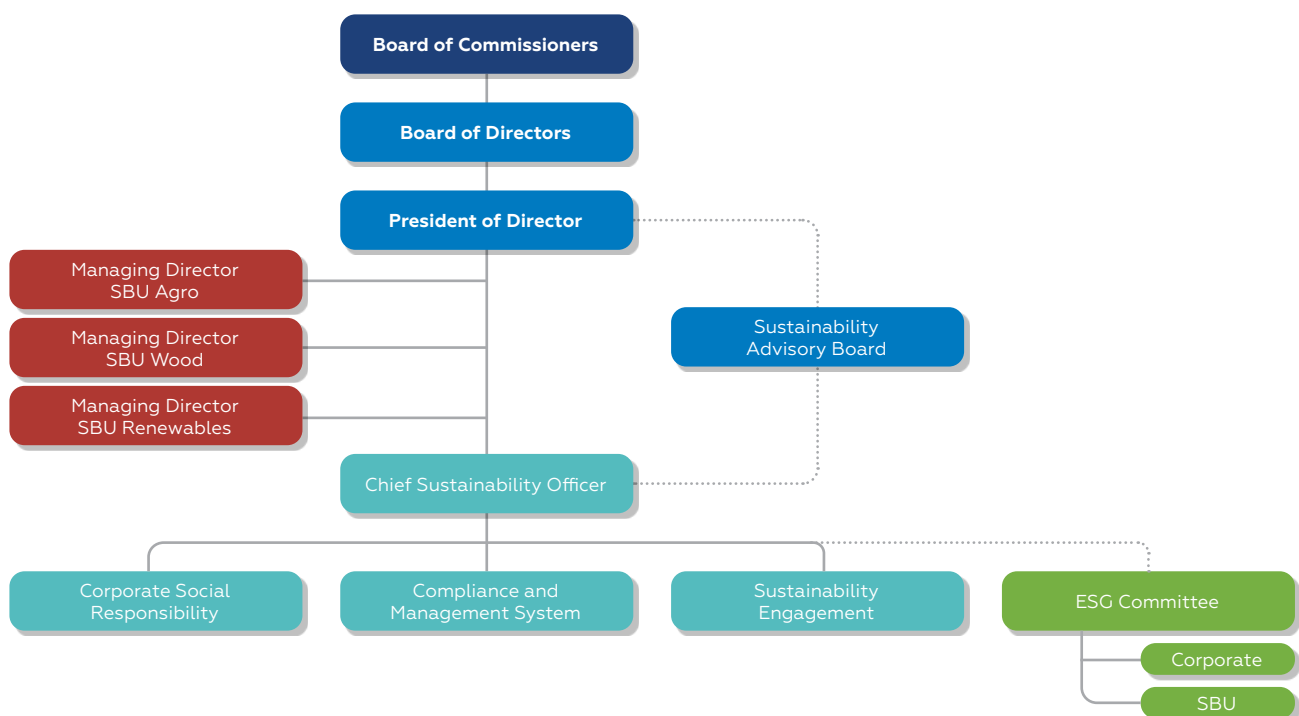 Board of Commissioners
Board of Directors
President of Director
Managing Director
SBU Agro
Managing Director
SBU Wood
Managing Director
SBU Renewables
Sustainability
Advisory Board
Chief Sustainability Officer
Corporate Social
Responsibility
Compliance and
Management System
Sustainability
Engagement
ESG Committee
Corporate
SBU